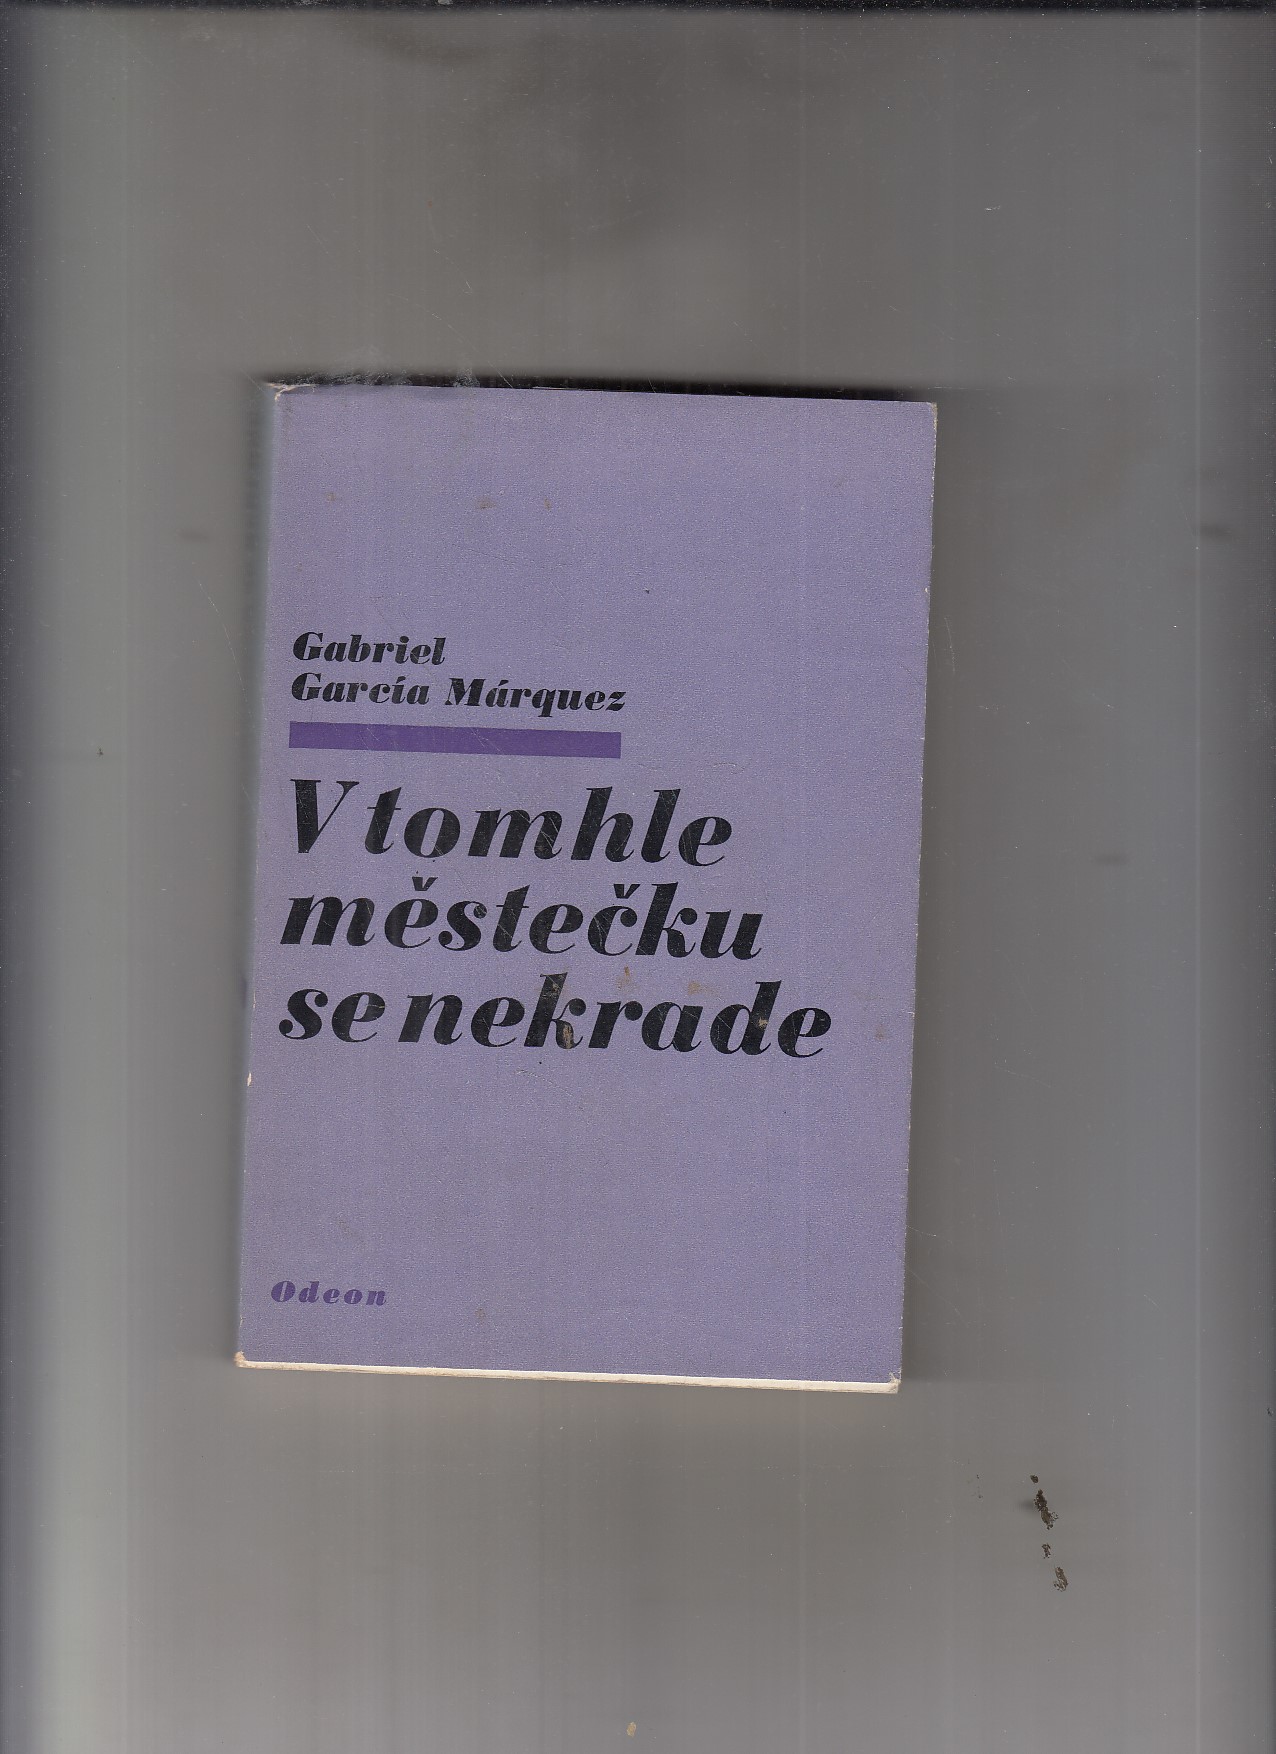 Gabriel
García Márquez
V tomhle
městečku
se nekrade
Odeon